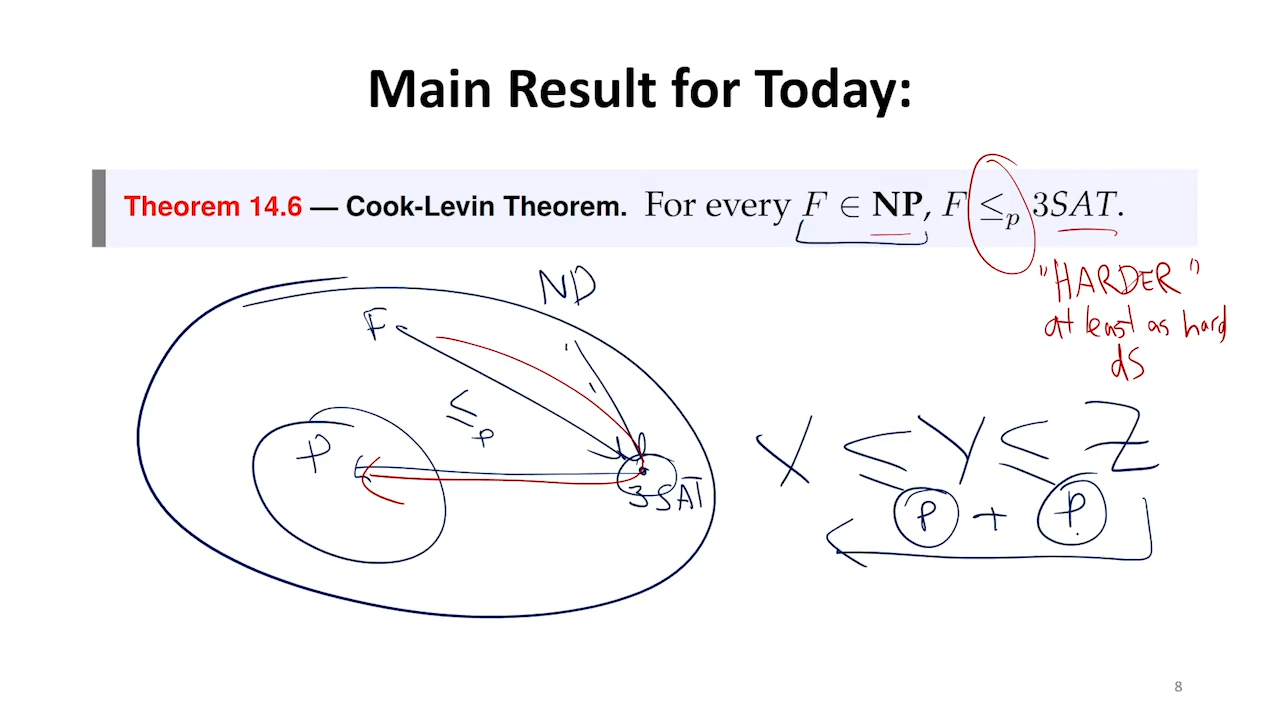 Main Result for Today:
Theorem 14.6 — Cook-Levin Theorem. For every F ∈ NP, F ≤p 3SAT.
"HARDER"
at least as hard
as
NP
F
≤p
P
3SAT
X ≤p Y ≤p Z
+
8